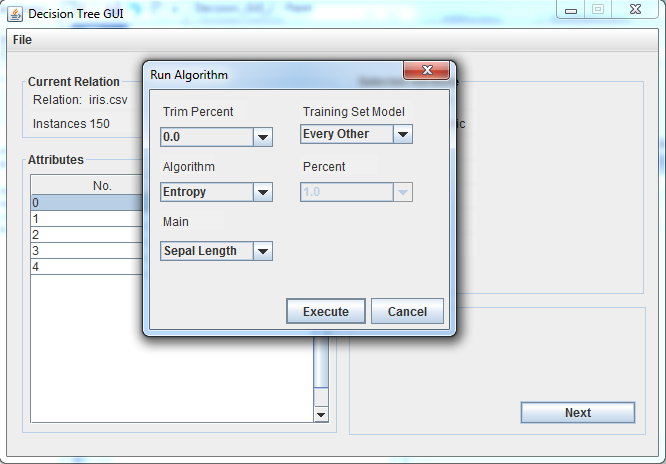 Decision Tree GUI
File
Current Relation
Relation: iris.csv
Instances 150
Attributes
No.
0
1
2
3
4
Run Algorithm
Trim Percent
Training Set Model
0.0
Every Other
Algorithm
Percent
Entropy
1.0
Main
Sepal Length
Execute
Cancel
Next